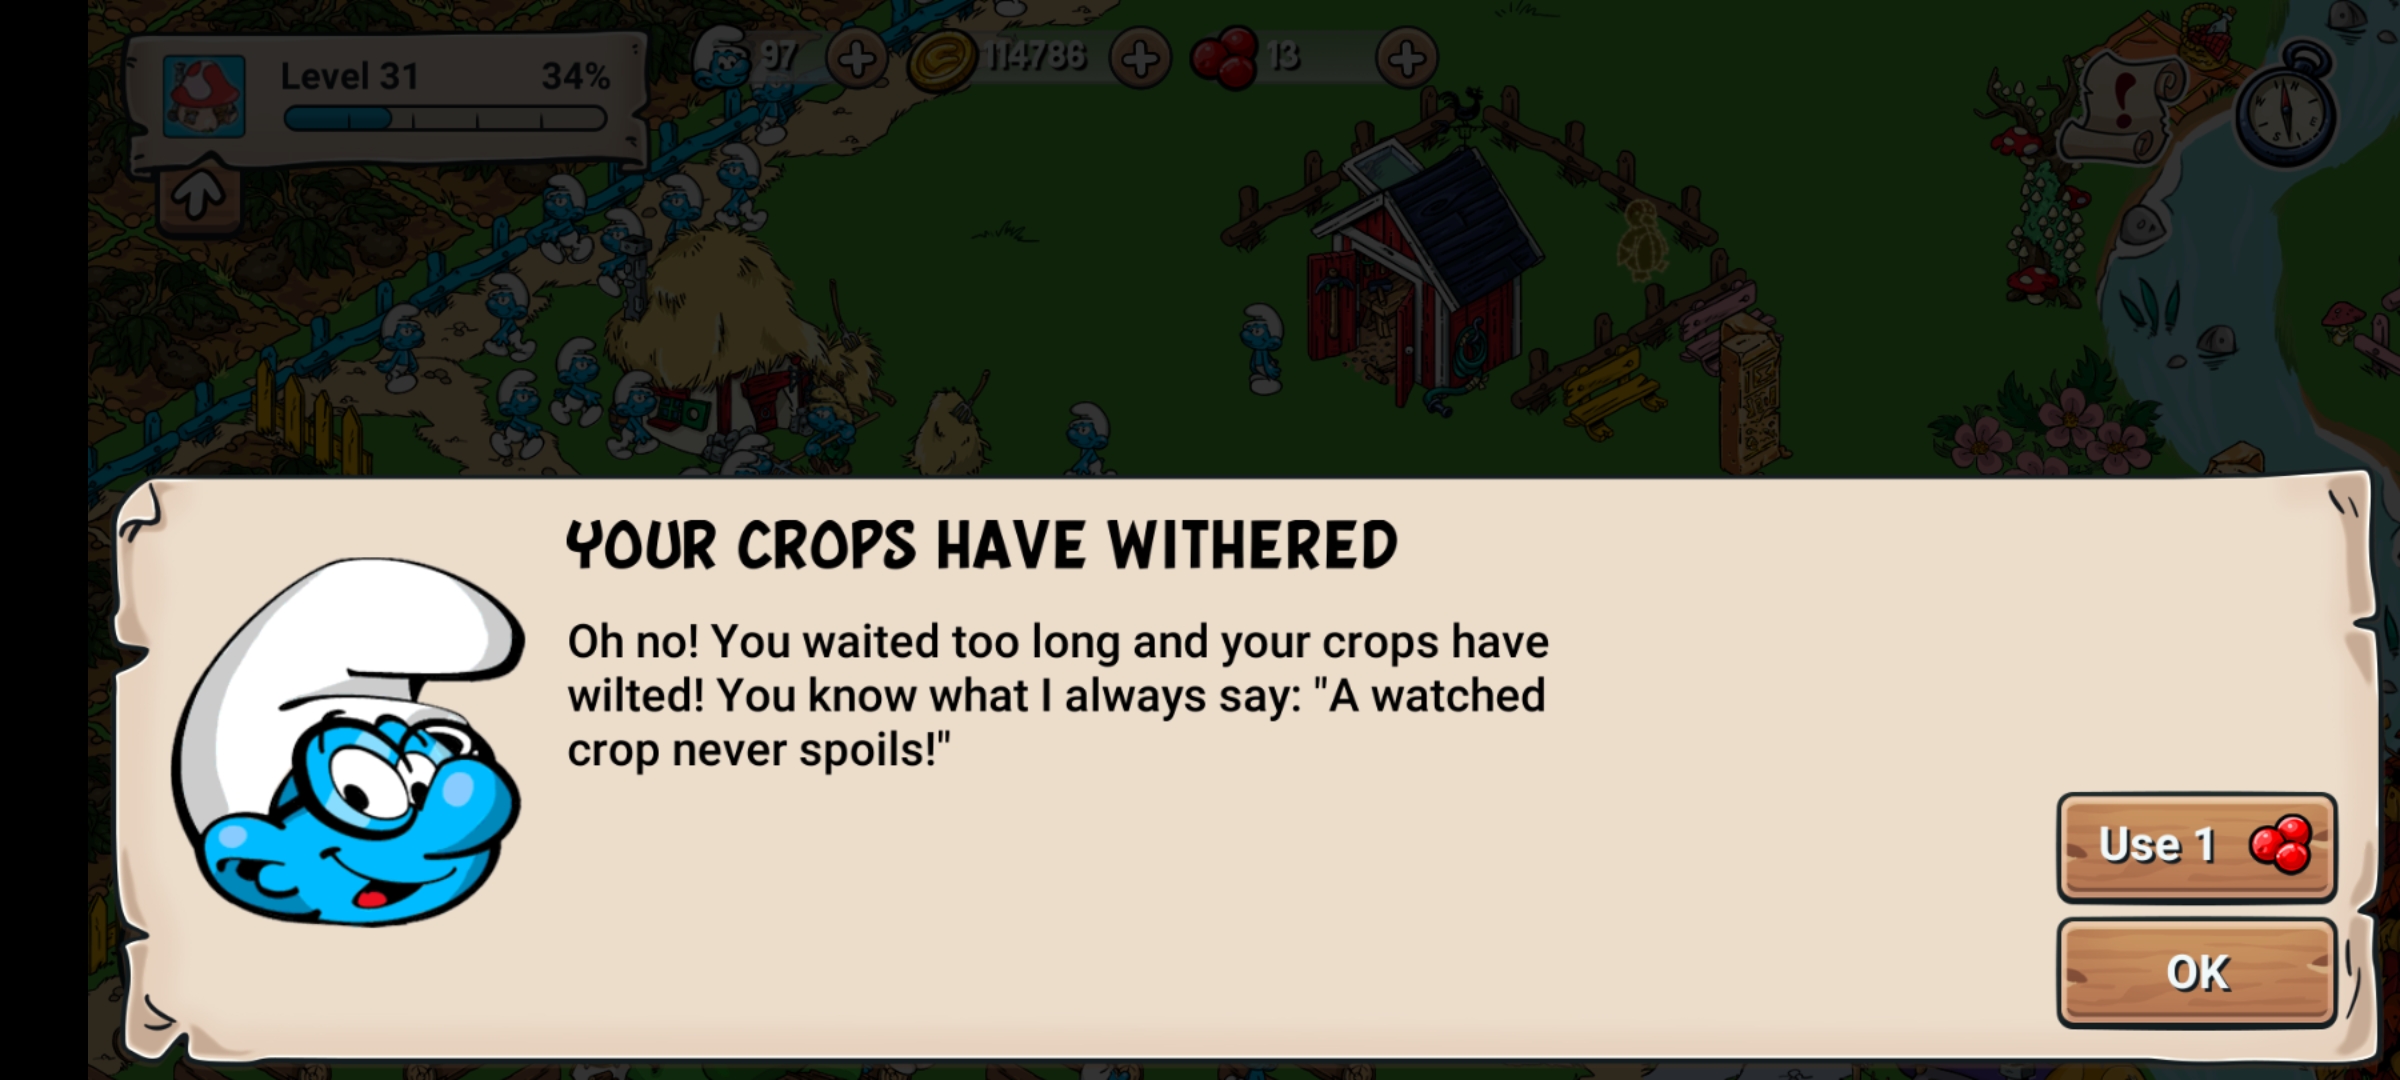 Level 31 34%
97
114786
13
YOUR CROPS HAVE WITHERED
Oh no! You waited too long and your crops have
wilted! You know what I always say: "A watched
crop never spoils!"
Use 1
OK